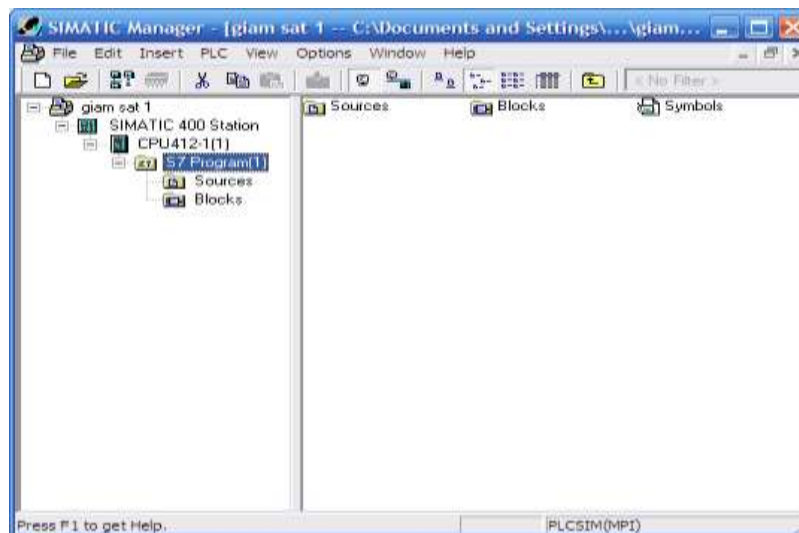 SIMATIC Manager - [giam sat 1 -- C:\Documents and Settings\...\giam...
File Edit Insert PLC View Options Window Help
< No Filter >
giam sat 1
SIMATIC 400 Station
CPU412-1(1)
S7 Program(1)
Sources
Blocks
Sources Blocks Symbols
Press F1 to get Help.
PLCSIM(MPI)